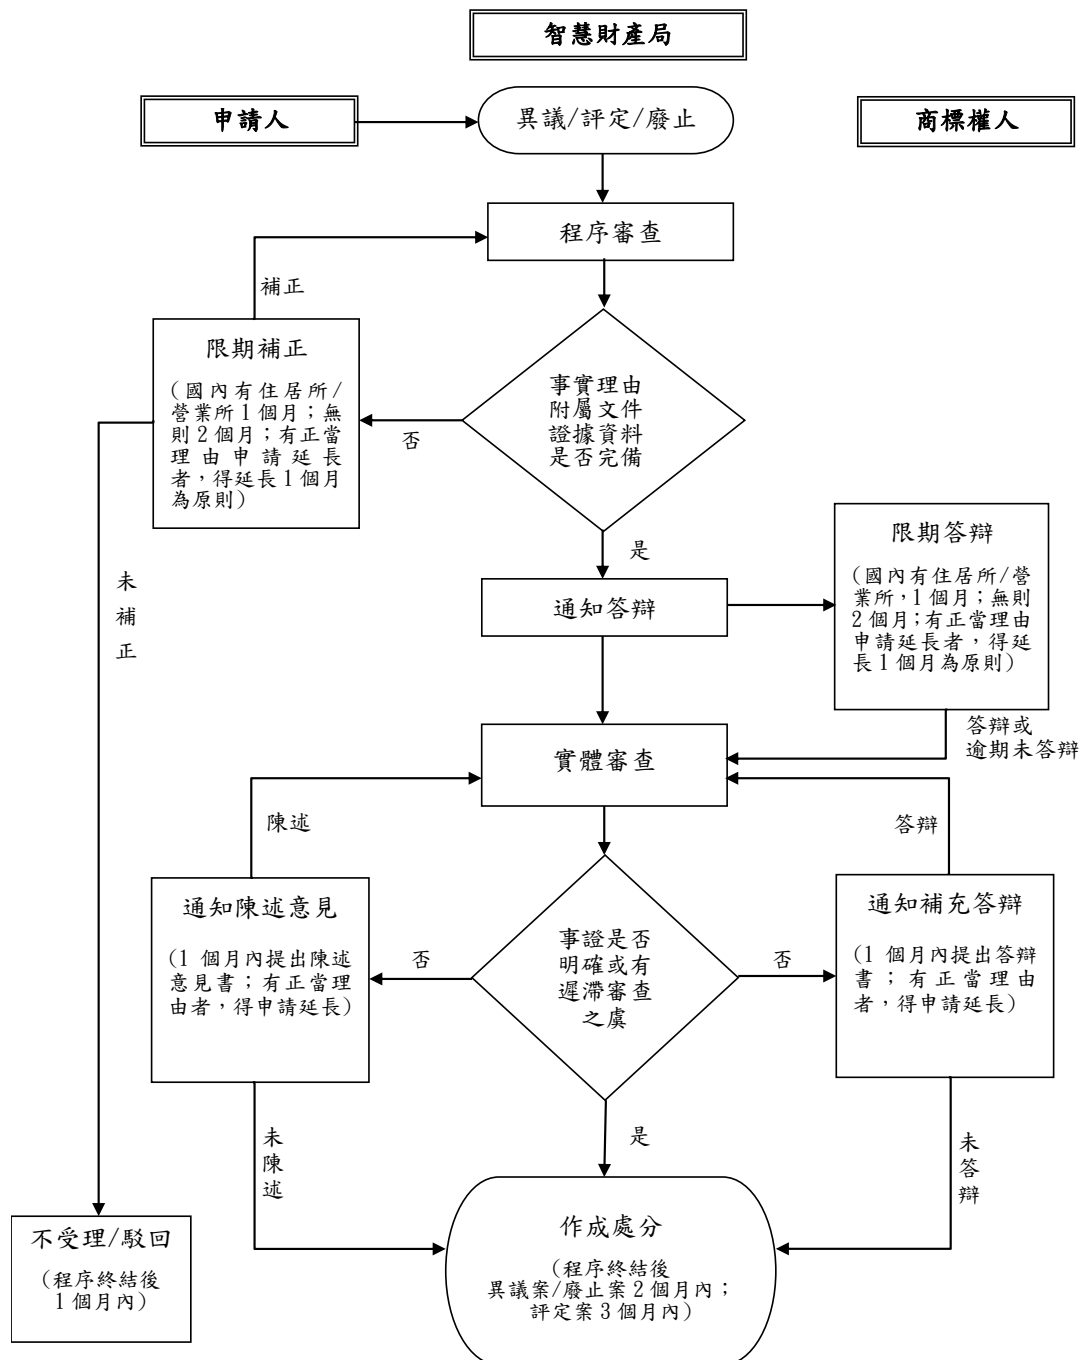 智慧財產局
申請人
異議/評定/廢止
商標權人
程序審查
補正
限期補正
(國內有住居所/
營業所1個月;無
則2個月;有正當
理由申請延長
者,得延長1個月
為原則)
否
事實理由
附屬文件
證據資料
是否完備
是
未
補
正
通知答辯
限期答辯
(國內有住居所/營
業所,1個月;無則
2個月;有正當理由
申請延長者,得延
長1個月為原則)
答辯或
逾期未答辯
實體審查
陳述
答辯
通知陳述意見
(1 個月內提出陳述
意見書;有正當理
由者,得申請延長)
否
事證是否
明確或有
遲滯審查
之虞
否
通知補充答辯
(1 個月內提出答辯
書;有正當理由
者,得申請延長)
未
陳
述
是
未
答
辯
不受理/駁回
(程序終結後
1個月內)
作成處分
(程序終結後
異議案/廢止案2個月內;
評定案3個月內)